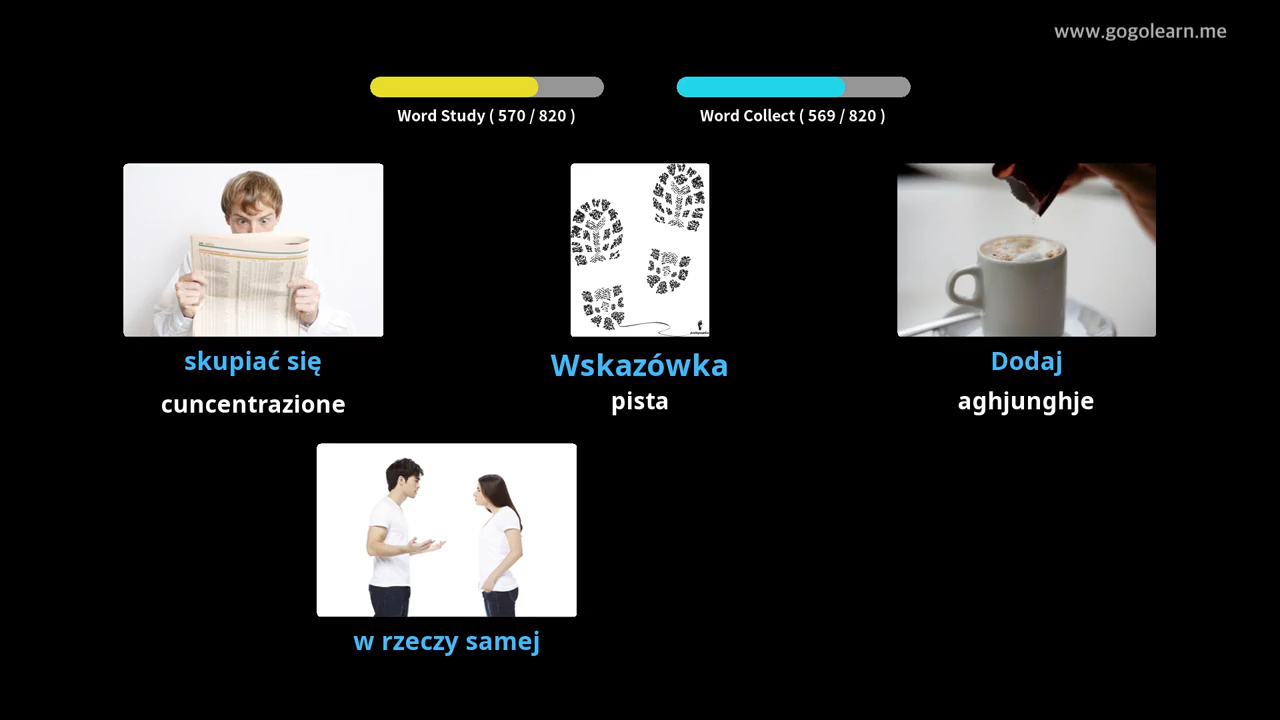 www.gogolearn.me
Word Study ( 570 / 820 )
Word Collect ( 569 / 820 )
skupiać się
cuncentrazione
Wskazówka
pista
Dodaj
aghjunghje
w rzeczy samej